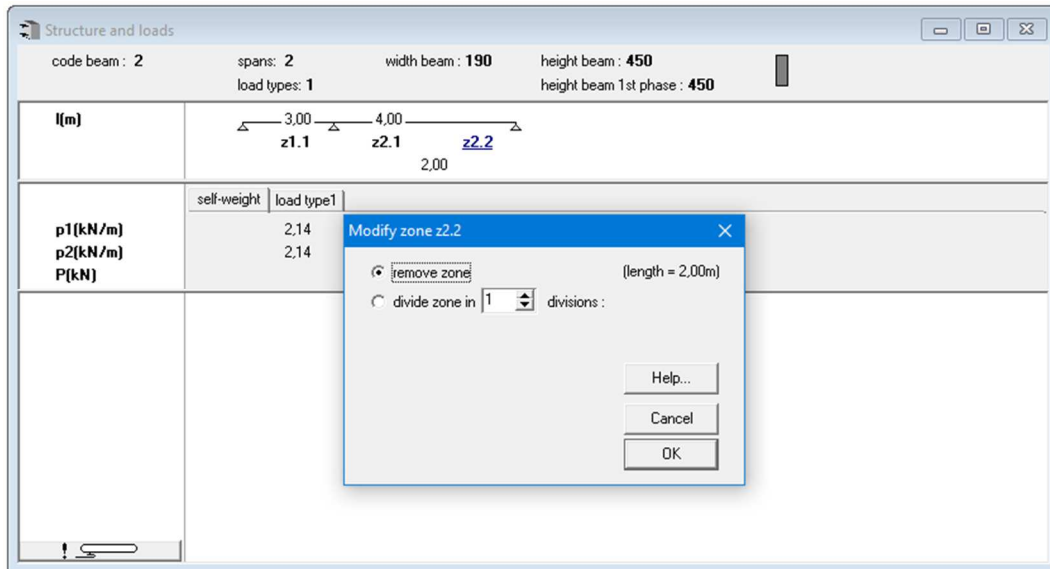 Structure and loads
code beam : 2 spans: 2 width beam : 190 height beam : 450
load types: 1 height beam 1st phase : 450
l(m) 3,00 4,00
z1.1 z2.1 z2.2
2,00
self-weight load type1
p1(kN/m) 2,14
p2(kN/m) 2,14
P(kN)
Modify zone z2.2
remove zone (length = 2,00m)
divide zone in 1 divisions :
Help...
Cancel
OK
!